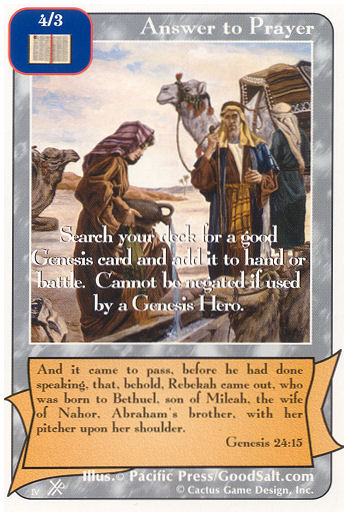 4/3
Answer to Prayer
Search your deck for a good
Genesis card and add it to hand or
battle. Cannot be negated if used
by a Genesis Hero.
And it came to pass, before he had done
speaking, that, behold, Rebekah came out, who
was born to Bethuel, son of Milcah, the wife
of Nahor, Abraham's brother, with her
pitcher upon her shoulder.
Genesis 24:15
Illus.© Pacific Press/GoodSalt.com
IV
© Cactus Game Design, Inc.